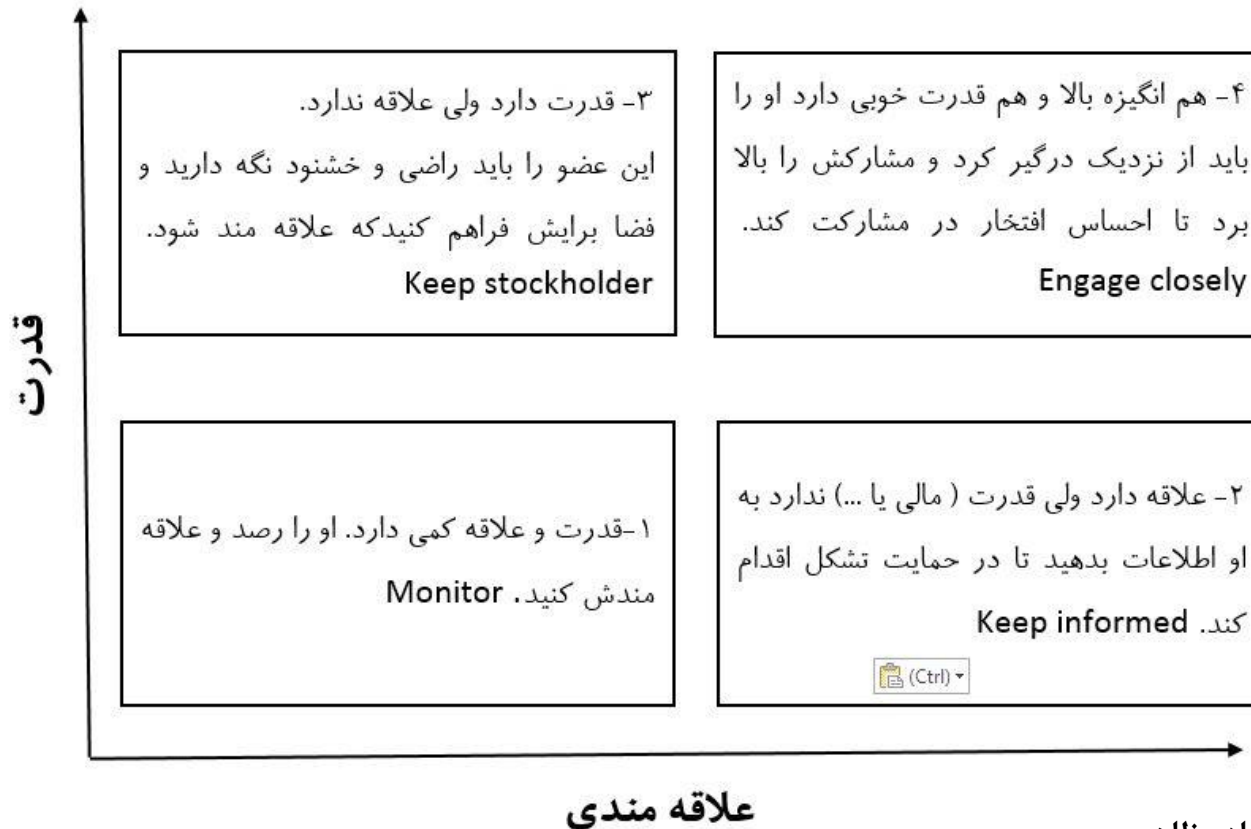 ۴- هم انگیزه بالا و هم قدرت خوبی دارد او را
باید از نزدیک درگیر کرد و مشارکش را بالا
برد تا احساس افتخار در مشارکت کند.
Engage closely
۳- قدرت دارد ولی علاقه ندارد.
این عضو را باید راضی و خشنود نگه دارید و
فضا برایش فراهم کنیدکه علاقه مند شود.
Keep stockholder
قدرت
۲- علاقه دارد ولی قدرت ( مالی یا ...) ندارد به
او اطلاعات بدهید تا در حمایت تشکل اقدام
کند. Keep informed
(Ctrl)
۱-قدرت و علاقه کمی دارد. او را رصد و علاقه
مندش کنید. Monitor
علاقه مندی